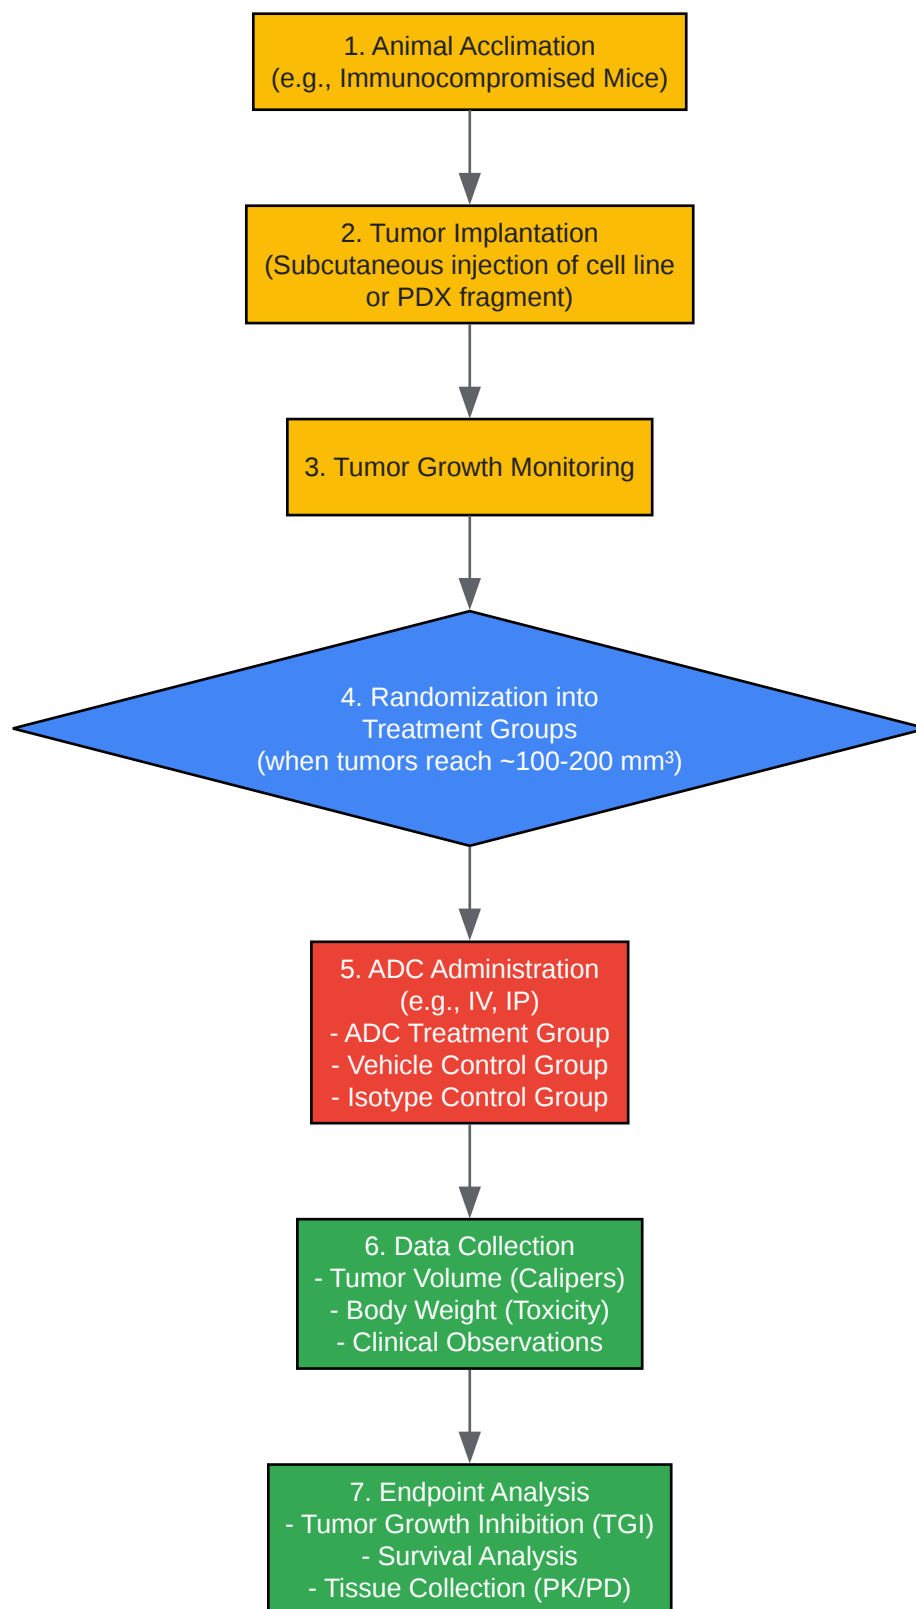 1. Animal Acclimation
(e.g., Immunocompromised Mice)
2. Tumor Implantation
(Subcutaneous injection of cell line
or PDX fragment)
3. Tumor Growth Monitoring
4. Randomization into
Treatment Groups
(when tumors reach ~100-200 mm³)
5. ADC Administration
(e.g., IV, IP)
- ADC Treatment Group
- Vehicle Control Group
- Isotype Control Group
6. Data Collection
- Tumor Volume (Calipers)
- Body Weight (Toxicity)
- Clinical Observations
7. Endpoint Analysis
- Tumor Growth Inhibition (TGI)
- Survival Analysis
- Tissue Collection (PK/PD)